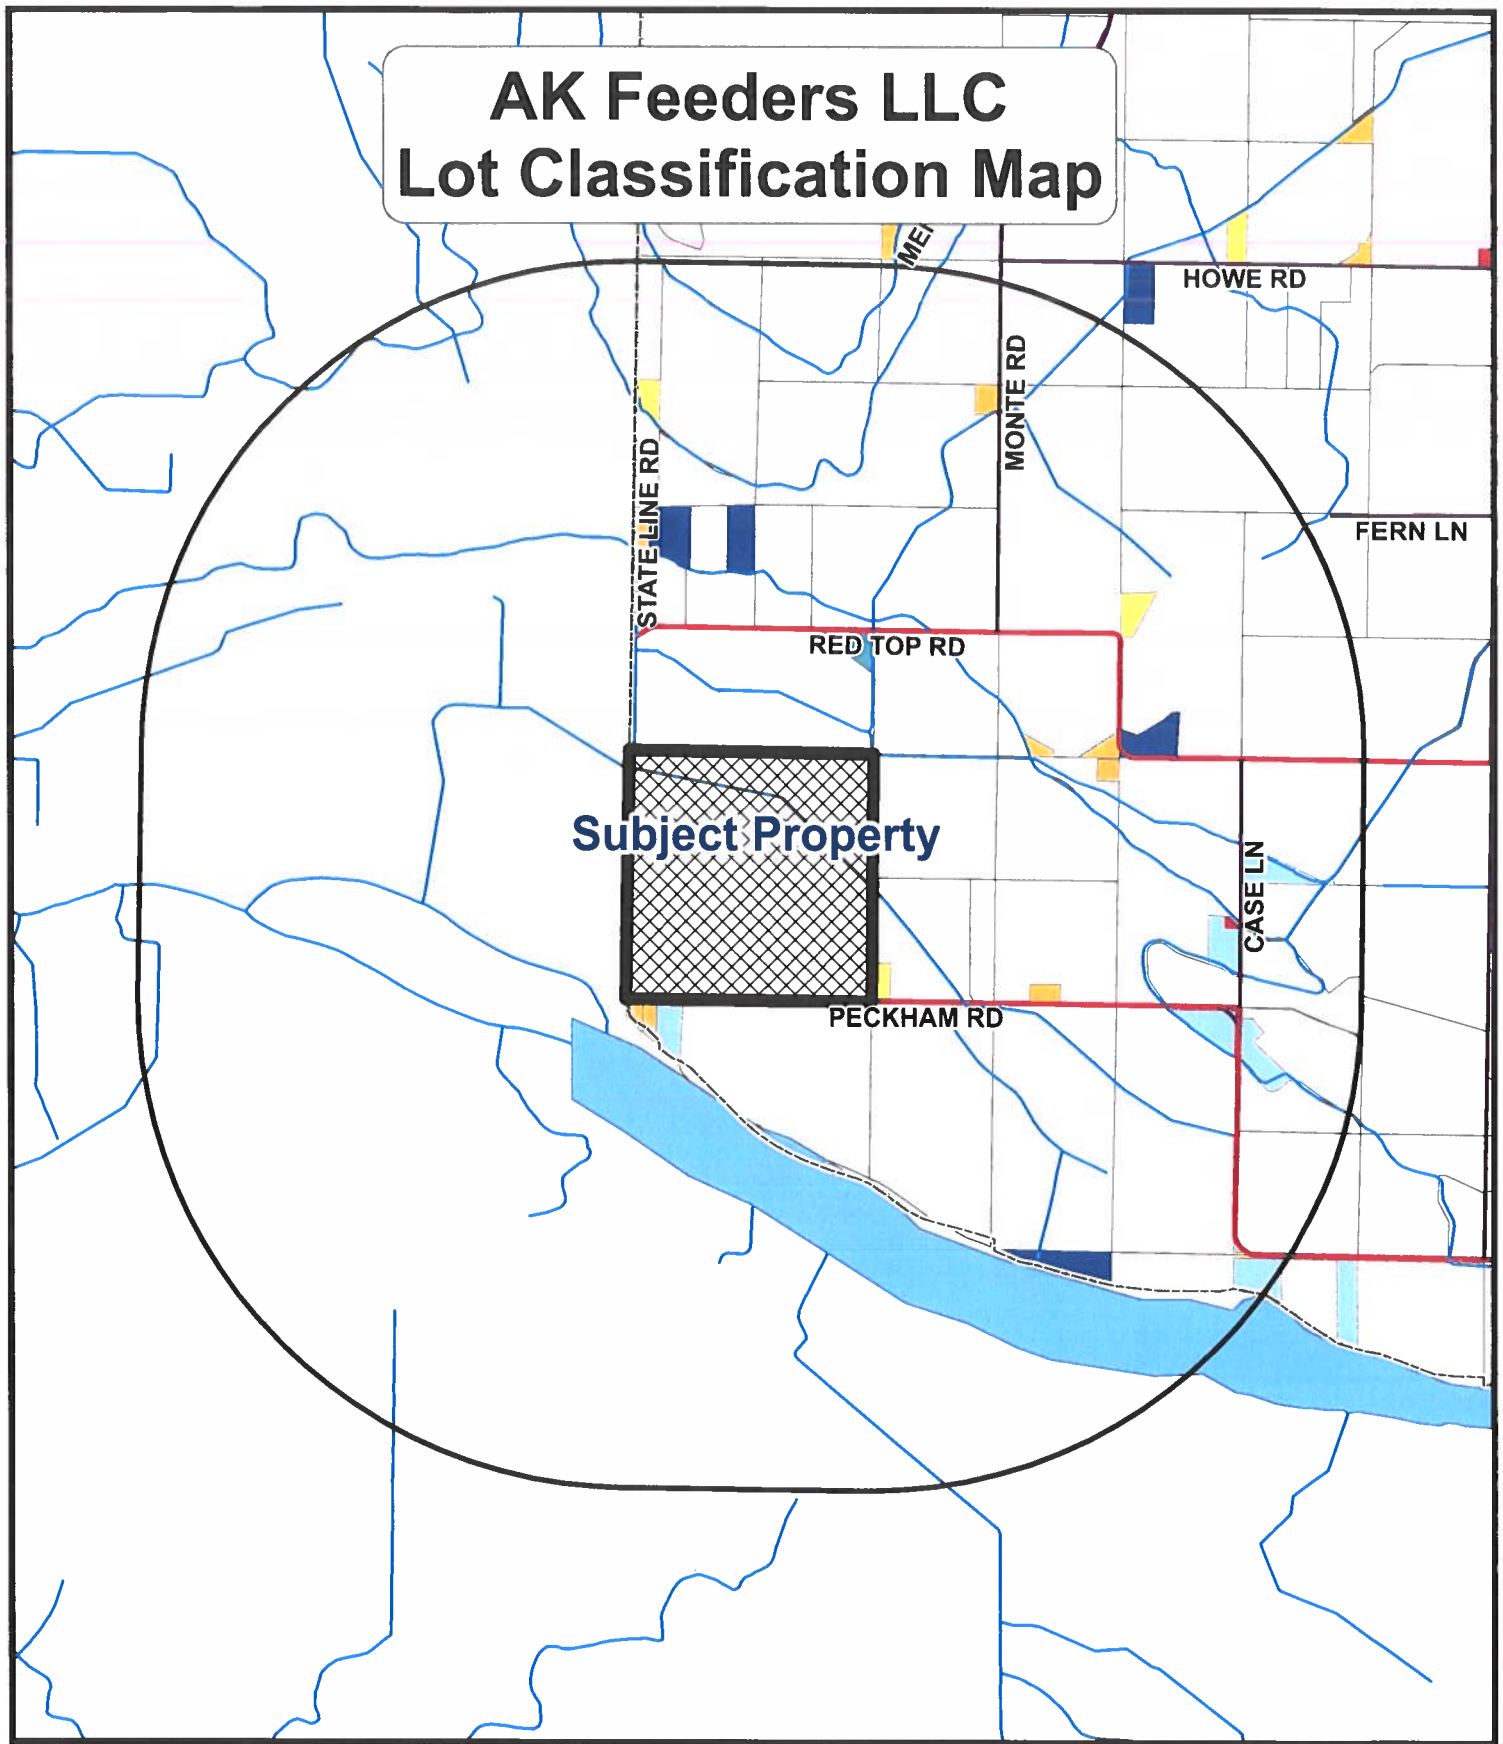 AK Feeders LLC
Lot Classification Map
HOWE RD
MONTE RD
STATE LINE RD
FERN LN
RED TOP RD
Subject Property
CASE LN
PECKHAM RD